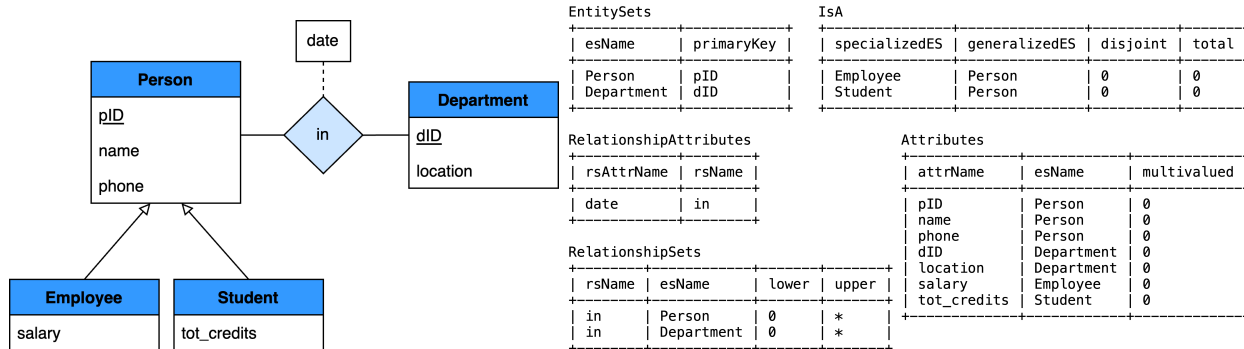 date
Person
pID
name
phone
in
Department
dID
location
Employee
salary
Student
tot_credits
EntitySets
+------------+------------+
| esName | primaryKey |
+------------+------------+
| Person | pID |
| Department | dID |
+------------+------------+
IsA
+---------------+---------------+----------+-------+
| specializedES | generalizedES | disjoint | total |
+---------------+---------------+----------+-------+
| Employee | Person | 0 | 0 |
| Student | Person | 0 | 0 |
+---------------+---------------+----------+-------+
RelationshipAttributes
+------------+--------+
| rsAttrName | rsName |
+------------+--------+
| date | in |
+------------+--------+
Attributes
+-------------+------------+-------------+
| attrName | esName | multivalued |
+-------------+------------+-------------+
| pID | Person | 0
| name | Person | 0
| phone | Person | 0
| dID | Department | 0
| location | Department | 0
| salary | Employee | 0
| tot_credits | Student | 0
+-------------+------------+-------------+
RelationshipSets
+--------+------------+-------+-------+
| rsName | esName | lower | upper |
+--------+------------+-------+-------+
| in | Person | 0 | * |
| in | Department | 0 | * |
+--------+------------+-------+-------+